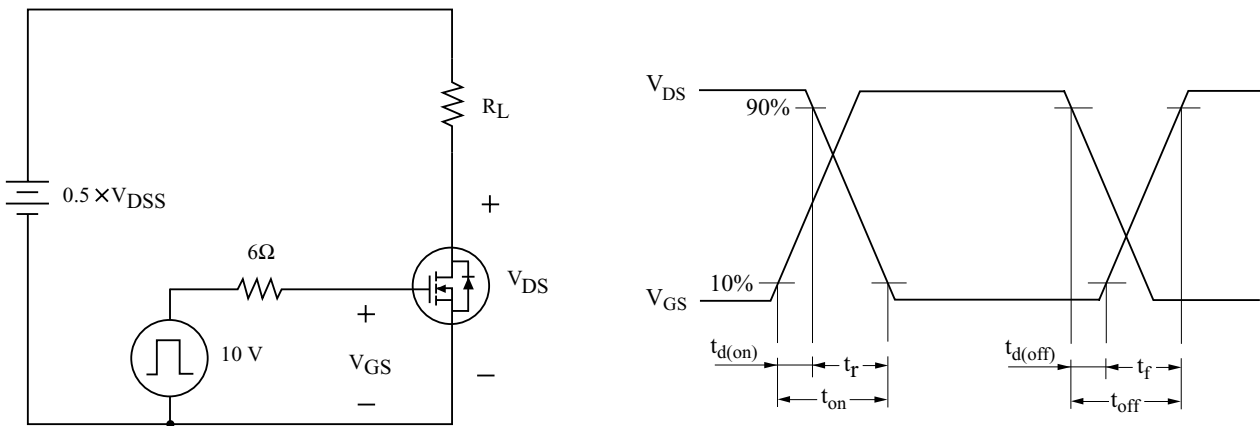 R_L
0.5 ×V_DSS
+
6Ω
V_DS
+
10 V
V_GS
−
−
V_DS
90%
V_GS
10%
t_d(on)
t_r
t_on
t_d(off)
t_f
t_off